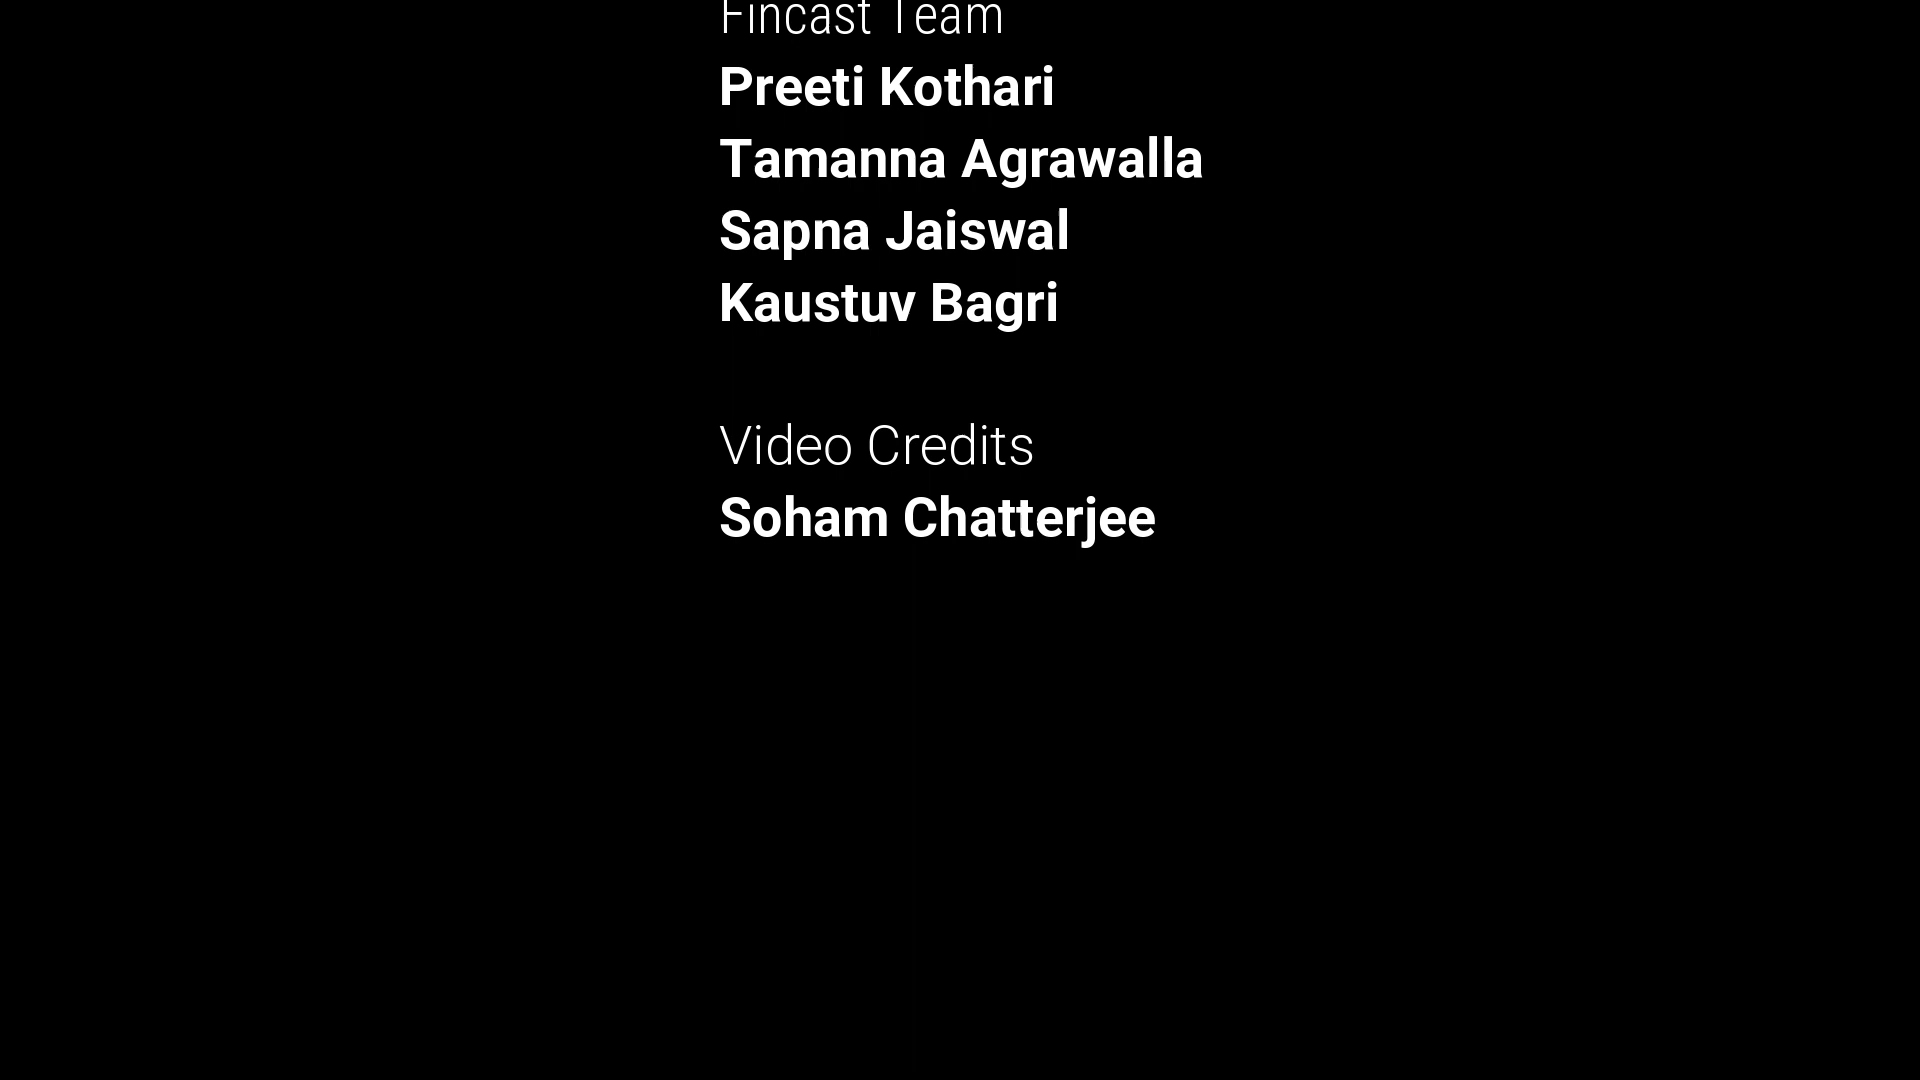 Fincast Team
Preeti Kothari
Tamanna Agrawalla
Sapna Jaiswal
Kaustuv Bagri
Video Credits
Soham Chatterjee